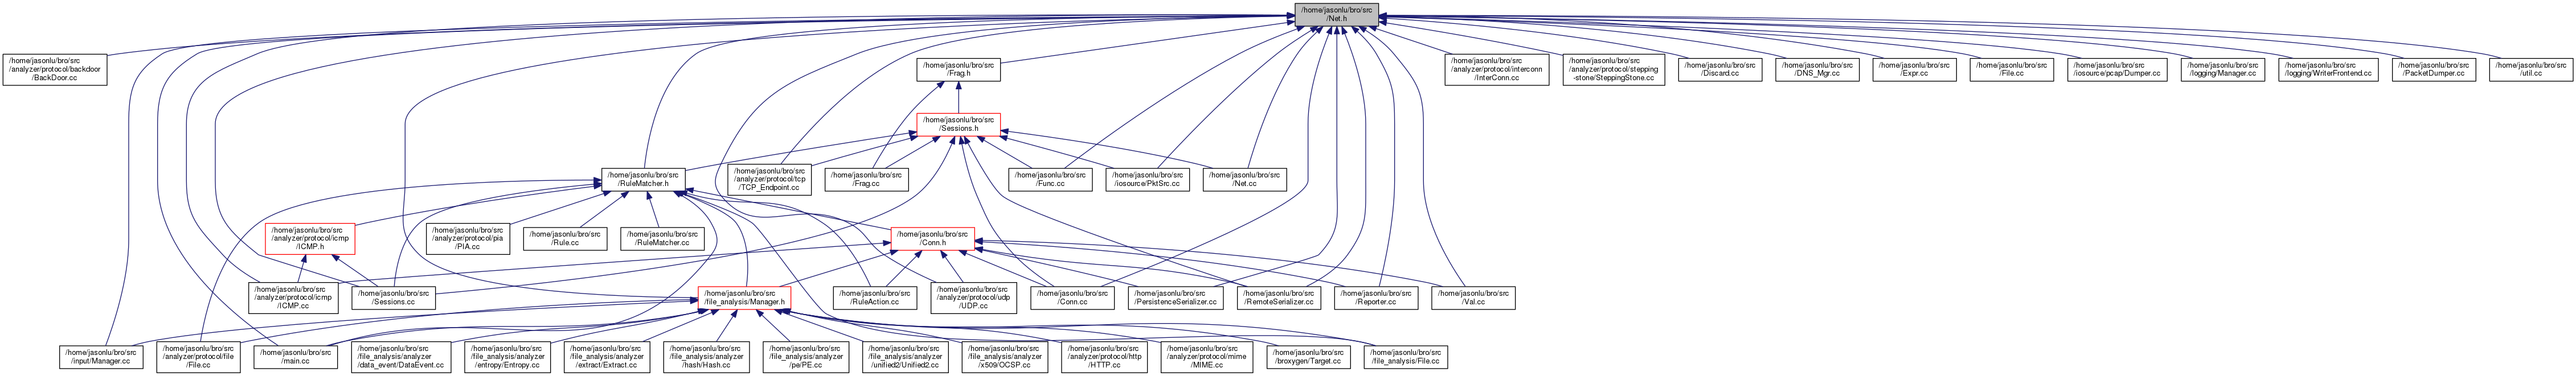 /home/jasonlu/bro/src
/Net.h
/home/jasonlu/bro/src
/analyzer/protocol/backdoor
/BackDoor.cc
/home/jasonlu/bro/src
/Frag.h
/home/jasonlu/bro/src
/analyzer/protocol/interconn
/InterConn.cc
/home/jasonlu/bro/src
/analyzer/protocol/stepping
-stone/SteppingStone.cc
/home/jasonlu/bro/src
/Discard.cc
/home/jasonlu/bro/src
/DNS_Mgr.cc
/home/jasonlu/bro/src
/Expr.cc
/home/jasonlu/bro/src
/File.cc
/home/jasonlu/bro/src
/iosource/pcap/Dumper.cc
/home/jasonlu/bro/src
/logging/Manager.cc
/home/jasonlu/bro/src
/logging/WriterFrontend.cc
/home/jasonlu/bro/src
/PacketDumper.cc
/home/jasonlu/bro/src
/util.cc
/home/jasonlu/bro/src
/Sessions.h
/home/jasonlu/bro/src
/RuleMatcher.h
/home/jasonlu/bro/src
/analyzer/protocol/tcp
/TCP_Endpoint.cc
/home/jasonlu/bro/src
/Frag.cc
/home/jasonlu/bro/src
/Func.cc
/home/jasonlu/bro/src
/iosource/PktSrc.cc
/home/jasonlu/bro/src
/Net.cc
/home/jasonlu/bro/src
/analyzer/protocol/icmp
/ICMP.h
/home/jasonlu/bro/src
/analyzer/protocol/pia
/PIA.cc
/home/jasonlu/bro/src
/Rule.cc
/home/jasonlu/bro/src
/RuleMatcher.cc
/home/jasonlu/bro/src
/Conn.h
/home/jasonlu/bro/src
/analyzer/protocol/icmp
/ICMP.cc
/home/jasonlu/bro/src
/Sessions.cc
/home/jasonlu/bro/src
/file_analysis/Manager.h
/home/jasonlu/bro/src
/RuleAction.cc
/home/jasonlu/bro/src
/analyzer/protocol/udp
/UDP.cc
/home/jasonlu/bro/src
/Conn.cc
/home/jasonlu/bro/src
/PersistenceSerializer.cc
/home/jasonlu/bro/src
/RemoteSerializer.cc
/home/jasonlu/bro/src
/Reporter.cc
/home/jasonlu/bro/src
/Val.cc
/home/jasonlu/bro/src
/input/Manager.cc
/home/jasonlu/bro/src
/analyzer/protocol/file
/File.cc
/home/jasonlu/bro/src
/main.cc
/home/jasonlu/bro/src
/file_analysis/analyzer
/data_event/DataEvent.cc
/home/jasonlu/bro/src
/file_analysis/analyzer
/entropy/Entropy.cc
/home/jasonlu/bro/src
/file_analysis/analyzer
/extract/Extract.cc
/home/jasonlu/bro/src
/file_analysis/analyzer
/hash/Hash.cc
/home/jasonlu/bro/src
/file_analysis/analyzer
/pe/PE.cc
/home/jasonlu/bro/src
/file_analysis/analyzer
/unified2/Unified2.cc
/home/jasonlu/bro/src
/file_analysis/analyzer
/x509/OCSP.cc
/home/jasonlu/bro/src
/analyzer/protocol/http
/HTTP.cc
/home/jasonlu/bro/src
/analyzer/protocol/mime
/MIME.cc
/home/jasonlu/bro/src
/broxygen/Target.cc
/home/jasonlu/bro/src
/file_analysis/File.cc